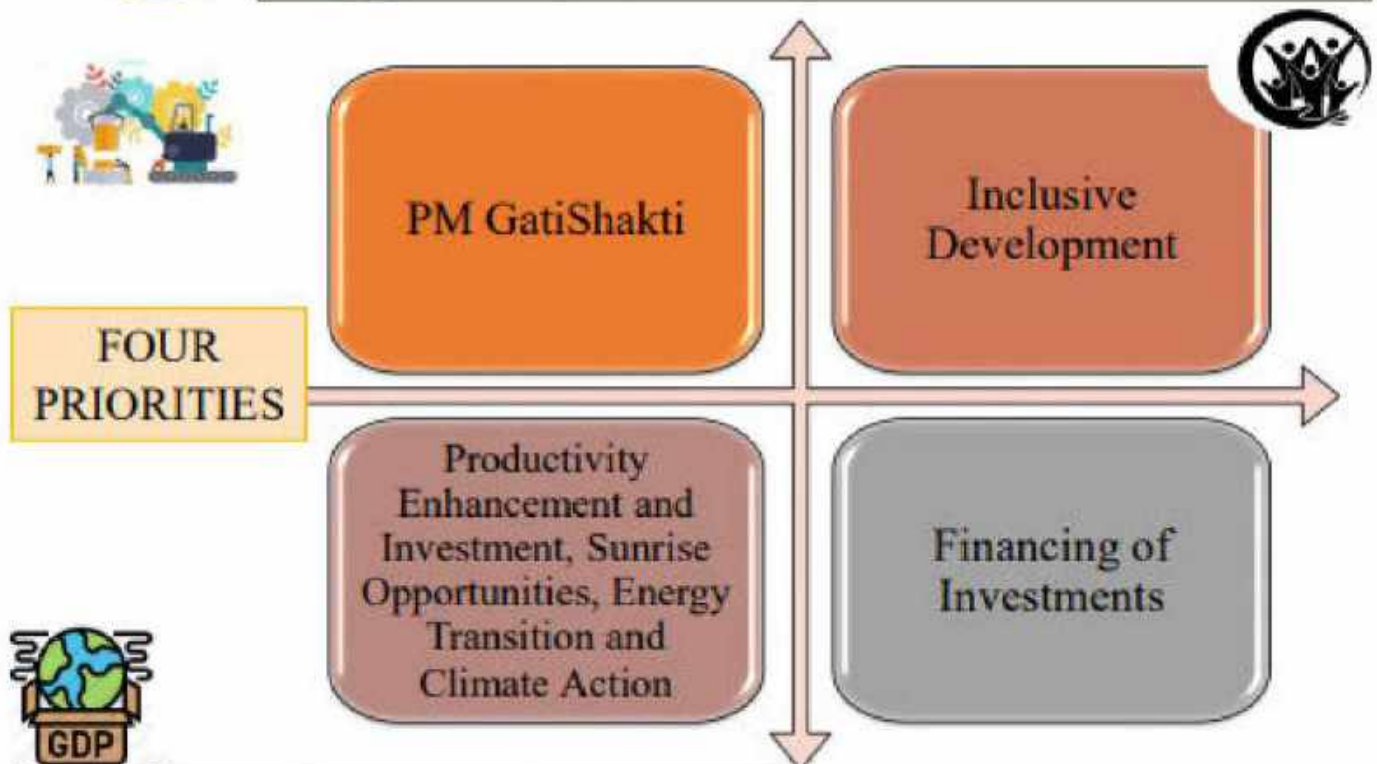 PM GatiShakti
Inclusive
Development
FOUR
PRIORITIES
Productivity
Enhancement and
Investment, Sunrise
Opportunities, Energy
Transition and
Climate Action
Financing of
Investments
GDP